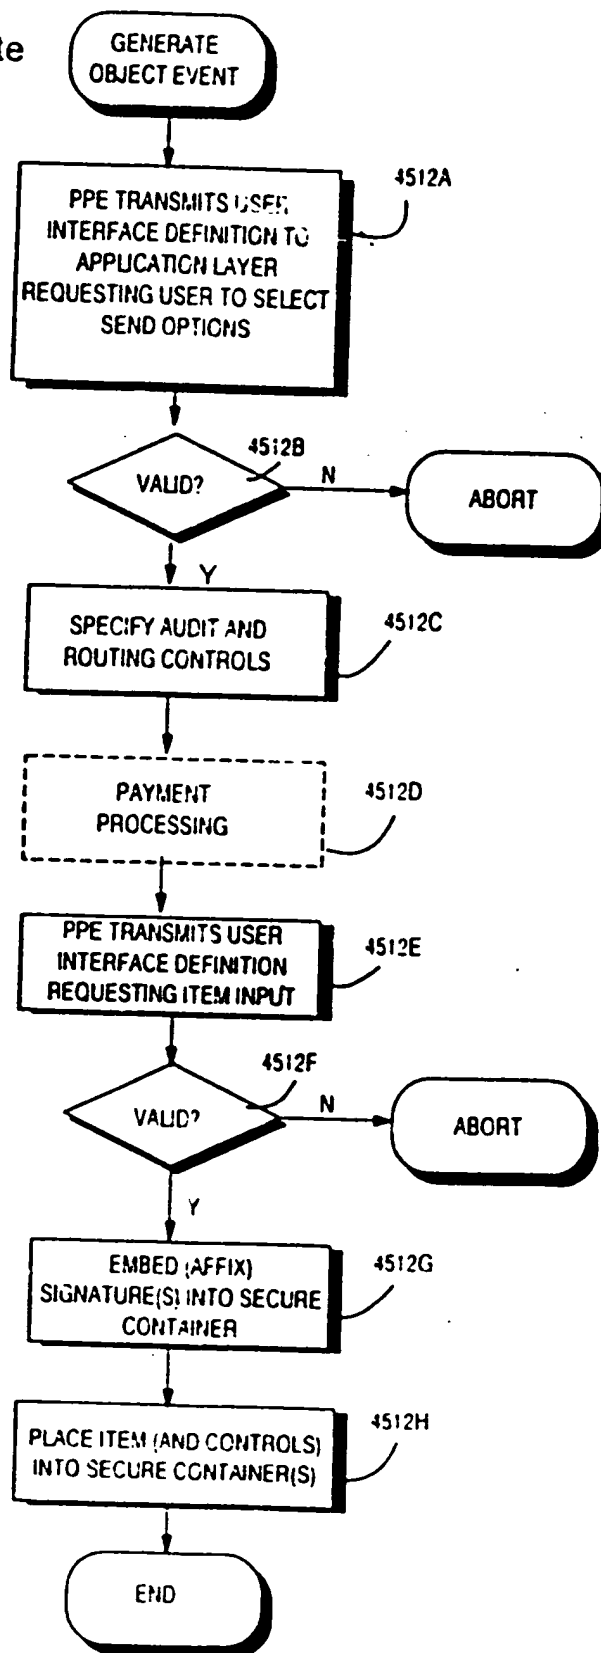 GENERATE
OBJECT EVENT
4512A
PPE TRANSMITS USER
INTERFACE DEFINITION TO
APPLICATION LAYER
REQUESTING USER TO SELECT
SEND OPTIONS
4512B
VALID?
N
ABORT
Y
SPECIFY AUDIT AND
ROUTING CONTROLS
4512C
PAYMENT
PROCESSING
4512D
PPE TRANSMITS USER
INTERFACE DEFINITION
REQUESTING ITEM INPUT
4512E
4512F
VALID?
N
ABORT
Y
EMBED (AFFIX)
SIGNATURE(S) INTO SECURE
CONTAINER
4512G
PLACE ITEM (AND CONTROLS)
INTO SECURE CONTAINER(S)
4512H
END